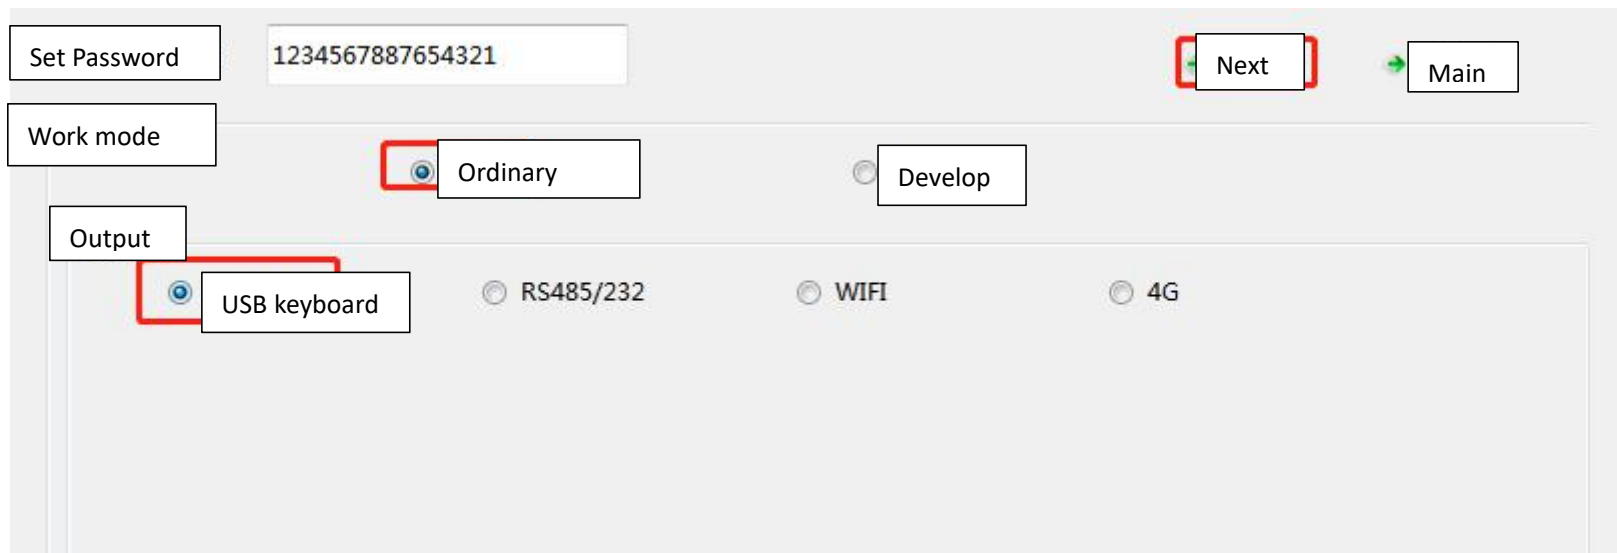 Set Password
1234567887654321
Next
Main
Work mode
Ordinary
Develop
Output
USB keyboard
RS485/232
WIFI
4G